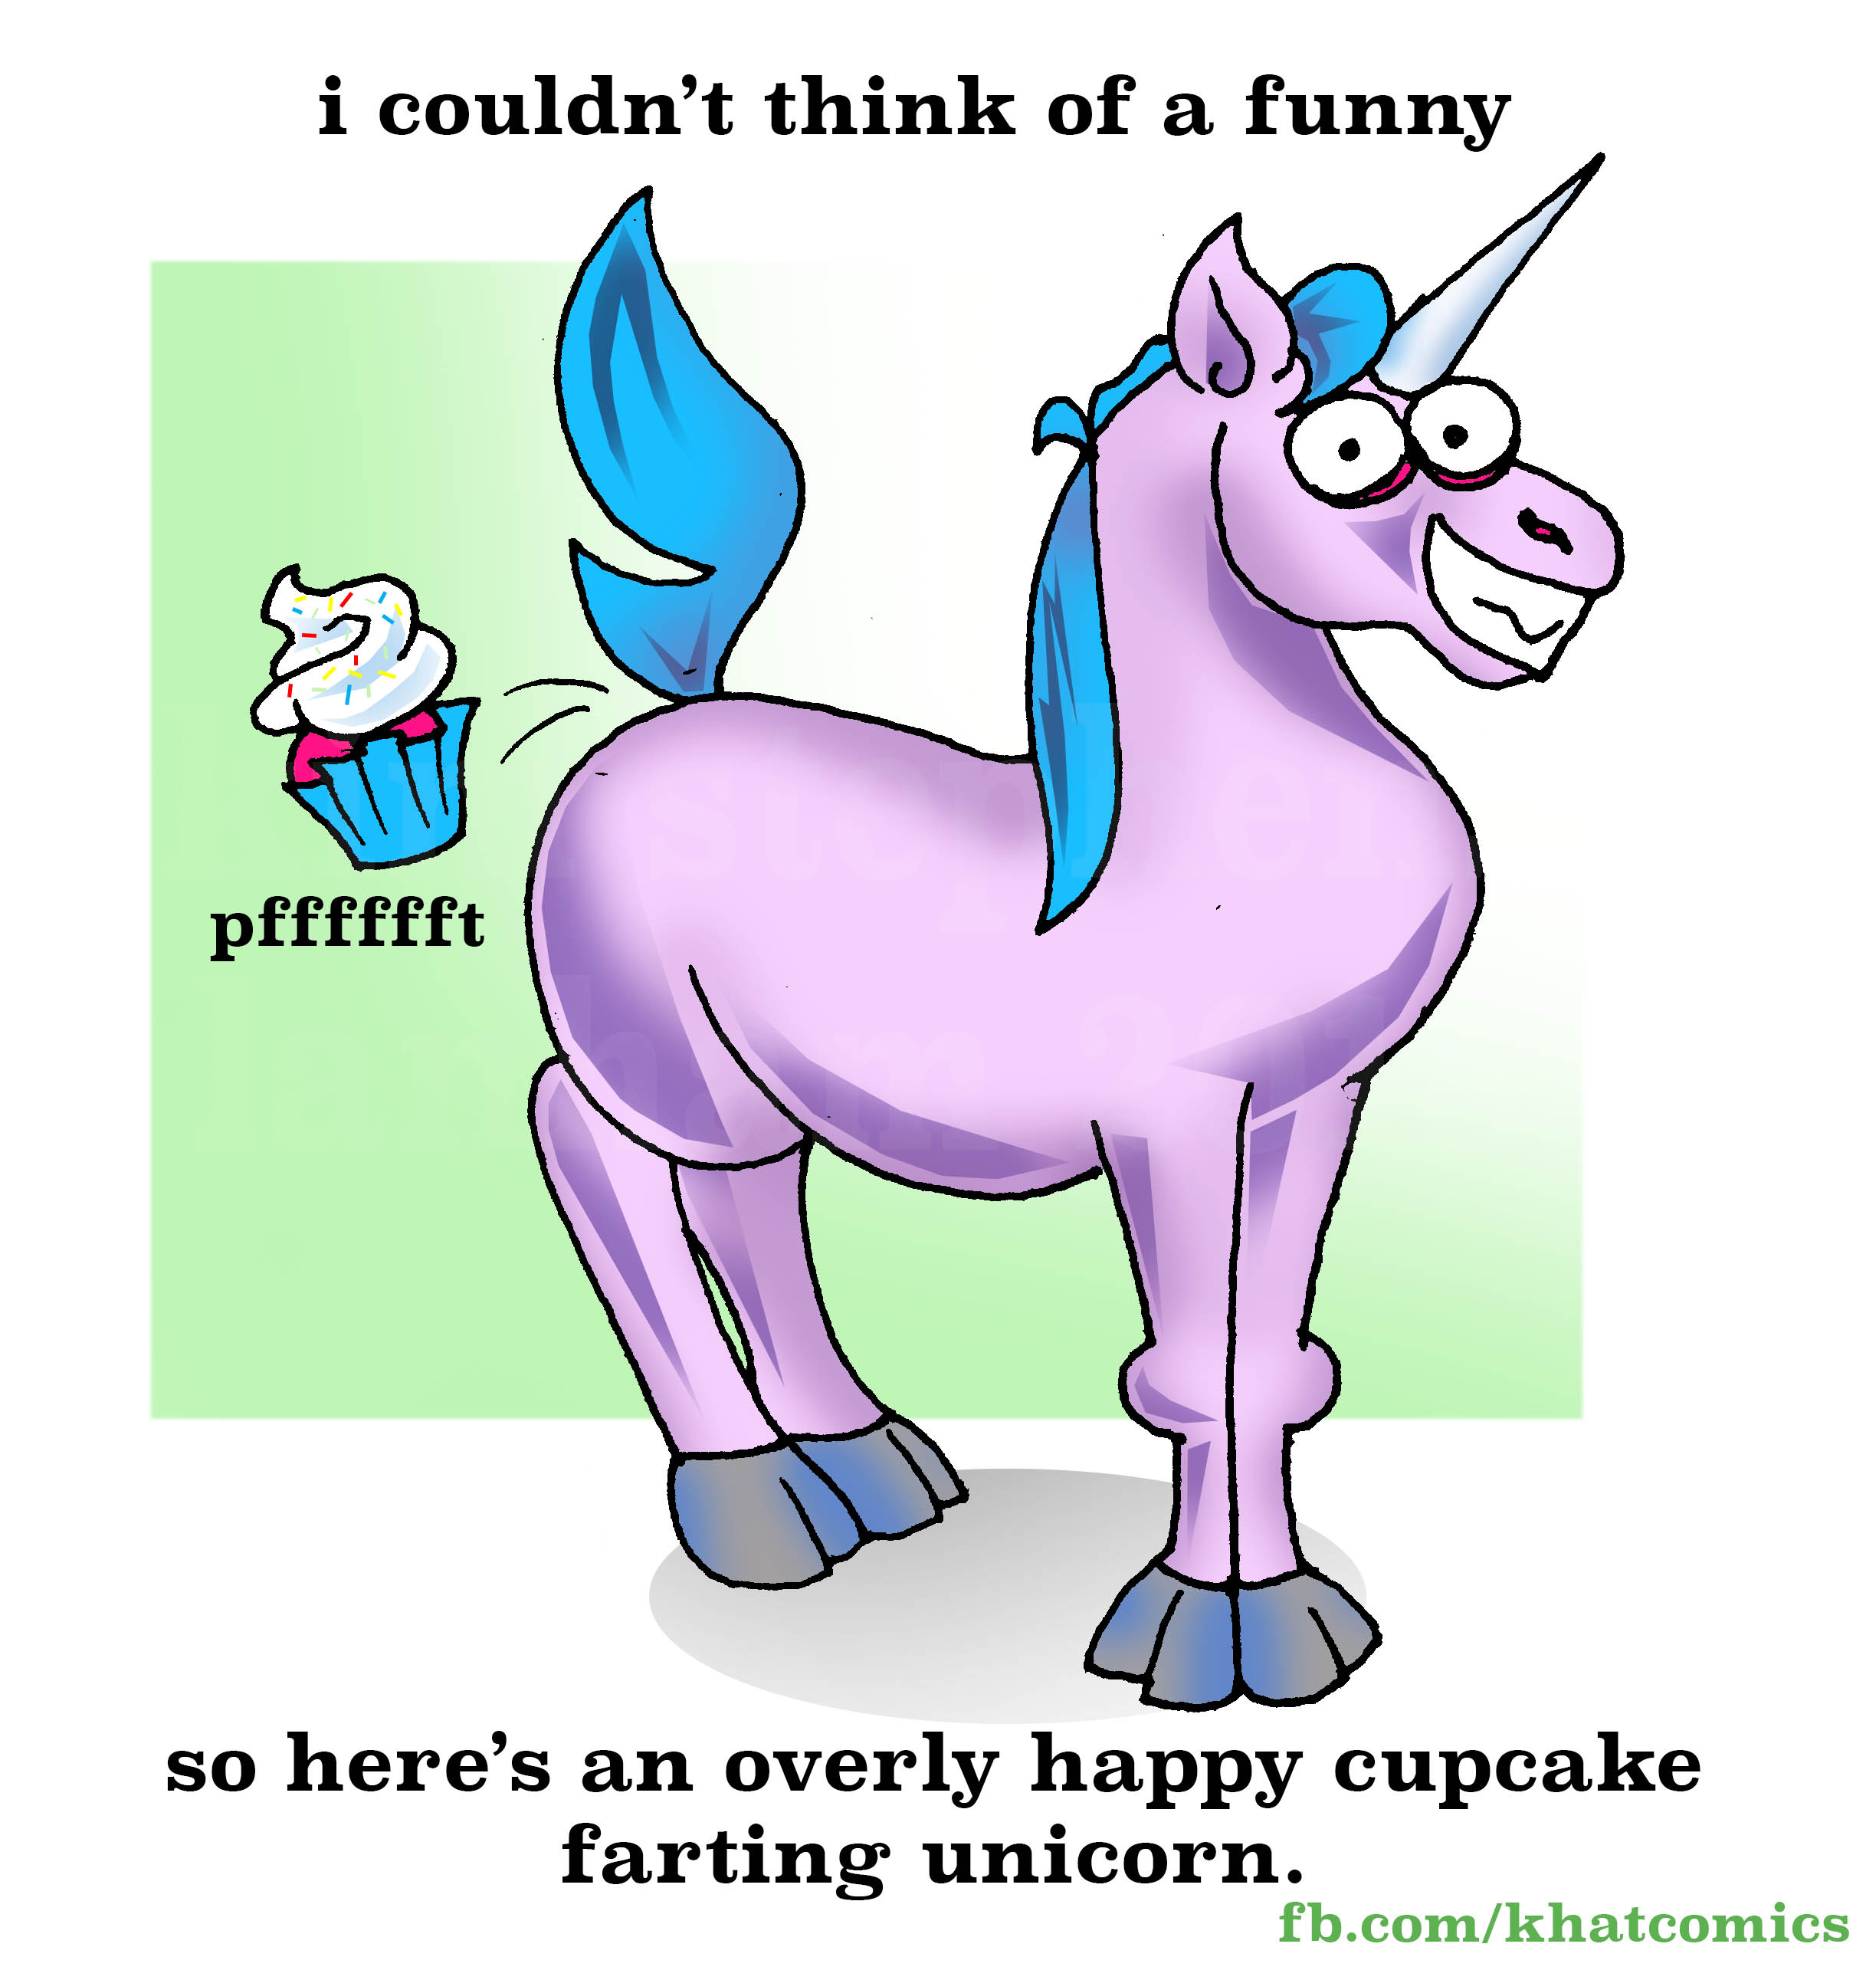 i couldn’t think of a funny
pfffffft
so here’s an overly happy cupcake
farting unicorn.
fb.com/khatcomics